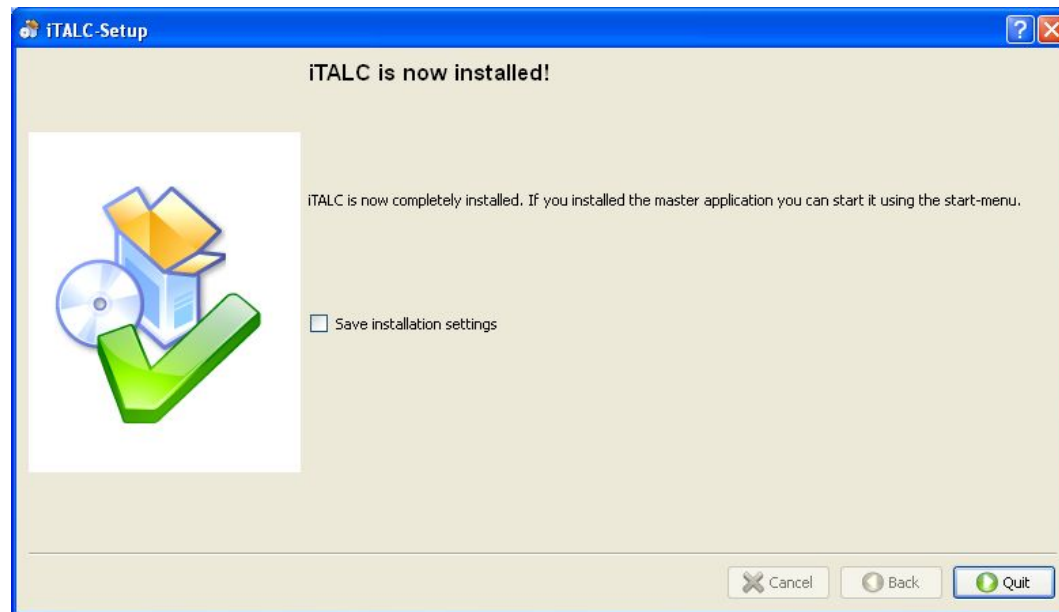 iTALC-Setup
iTALC is now installed!
iTALC is now completely installed. If you installed the master application you can start it using the start-menu.
Save installation settings
Cancel
Back
Quit